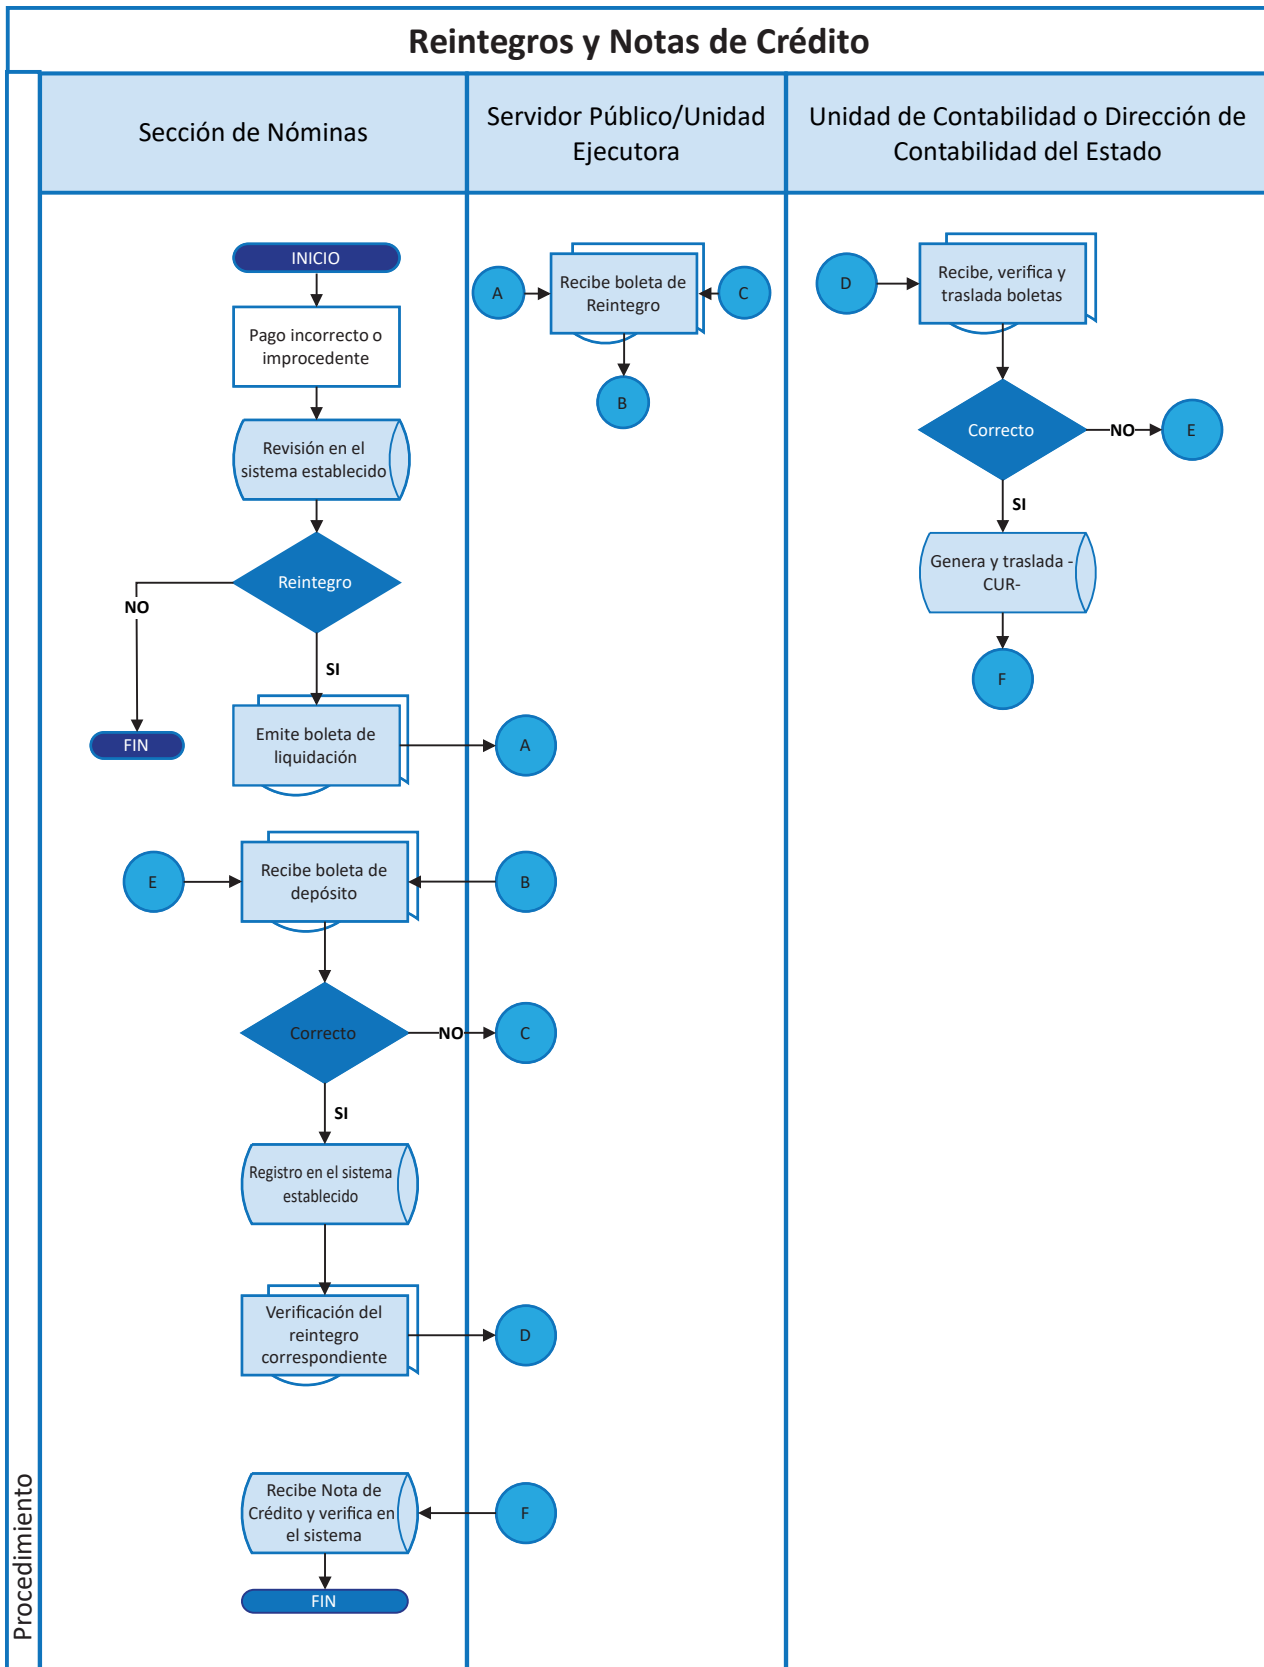 Reintegros y Notas de Crédito
Procedimiento
Sección de Nóminas
Servidor Público/Unidad
Ejecutora
Unidad de Contabilidad o Dirección de
Contabilidad del Estado
INICIO
Pago incorrecto o
improcedente
Revisión en el
sistema establecido
Reintegro
NO
SI
FIN
Emite boleta de
liquidación
A
E
Recibe boleta de
depósito
B
Correcto
NO
C
SI
Registro en el sistema
establecido
Verificación del
reintegro
correspondiente
D
Recibe Nota de
Crédito y verifica en
el sistema
F
FIN
A
Recibe boleta de
Reintegro
C
B
D
Recibe, verifica y
traslada boletas
Correcto
NO
E
SI
Genera y traslada -
CUR-
F